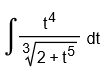 ∫ t⁴ / ∛(2 + t⁵) dt